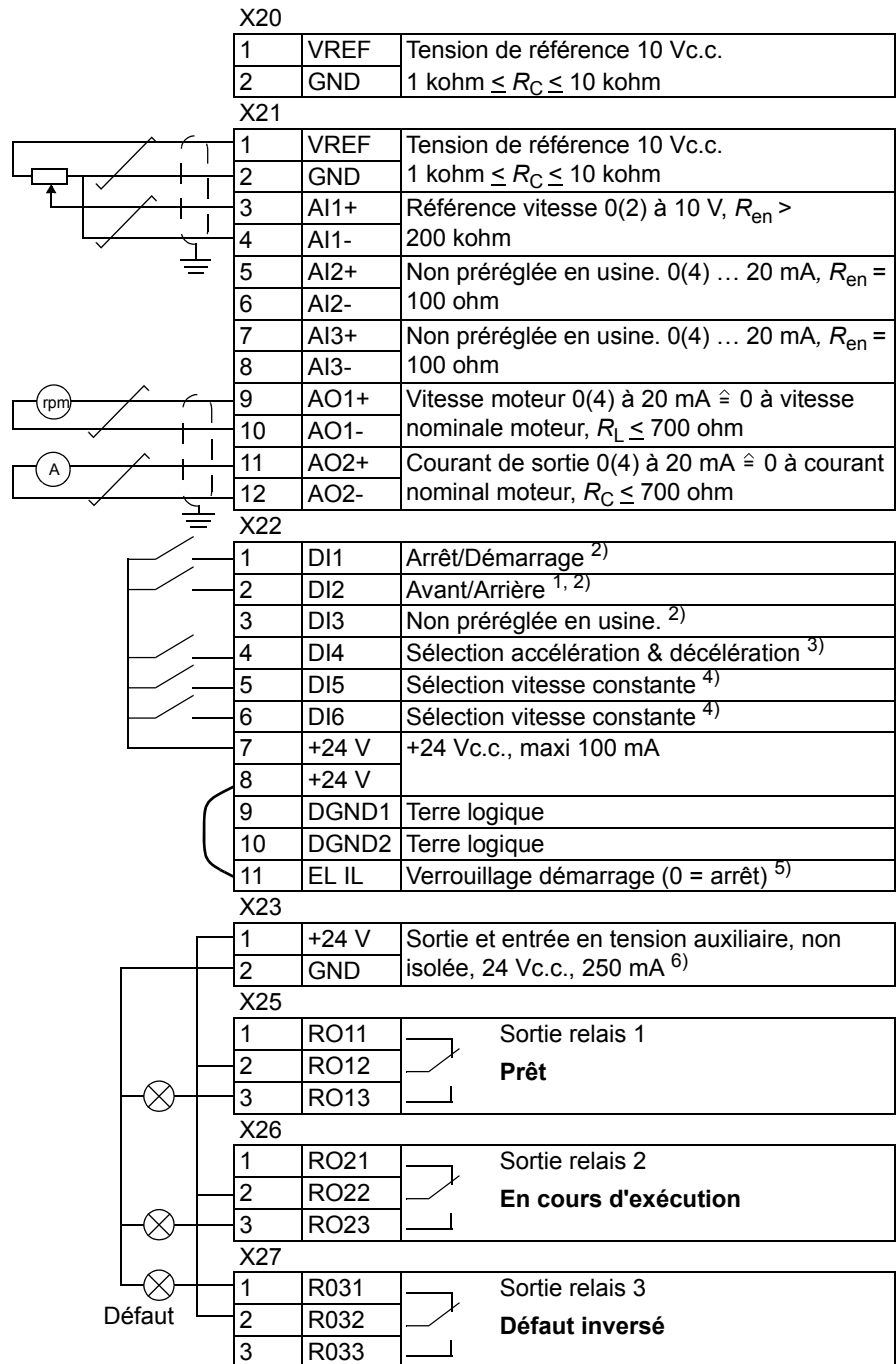 X20
1 VREF Tension de référence 10 Vc.c.
2 GND 1 kohm ≤ RC ≤ 10 kohm
X21
1 VREF Tension de référence 10 Vc.c.
2 GND 1 kohm ≤ RC ≤ 10 kohm
3 AI1+ Référence vitesse 0(2) à 10 V, Ren >
4 AI1- 200 kohm
5 AI2+ Non préréglée en usine. 0(4) … 20 mA, Ren =
6 AI2- 100 ohm
7 AI3+ Non préréglée en usine. 0(4) … 20 mA, Ren =
8 AI3- 100 ohm
rpm 9 AO1+ Vitesse moteur 0(4) à 20 mA ≙ 0 à vitesse
10 AO1- nominale moteur, RL ≤ 700 ohm
A 11 AO2+ Courant de sortie 0(4) à 20 mA ≙ 0 à courant
12 AO2- nominal moteur, RC ≤ 700 ohm
X22
1 DI1 Arrêt/Démarrage 2)
2 DI2 Avant/Arrière 1, 2)
3 DI3 Non préréglée en usine. 2)
4 DI4 Sélection accélération & décélération 3)
5 DI5 Sélection vitesse constante 4)
6 DI6 Sélection vitesse constante 4)
7 +24 V +24 Vc.c., maxi 100 mA
8 +24 V
9 DGND1 Terre logique
10 DGND2 Terre logique
11 EL IL Verrouillage démarrage (0 = arrêt) 5)
X23
1 +24 V Sortie et entrée en tension auxiliaire, non
2 GND isolée, 24 Vc.c., 250 mA 6)
X25
1 RO11 Sortie relais 1
2 RO12 Prêt
3 RO13
X26
1 RO21 Sortie relais 2
2 RO22 En cours d'exécution
3 RO23
X27
1 R031 Sortie relais 3
Défaut 2 R032 Défaut inversé
3 R033